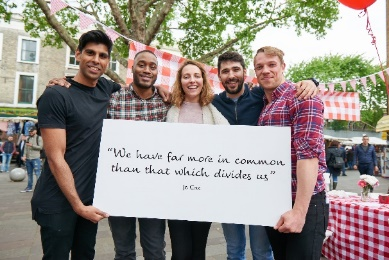 “We have far more in common
than that which divides us”
Jo Cox